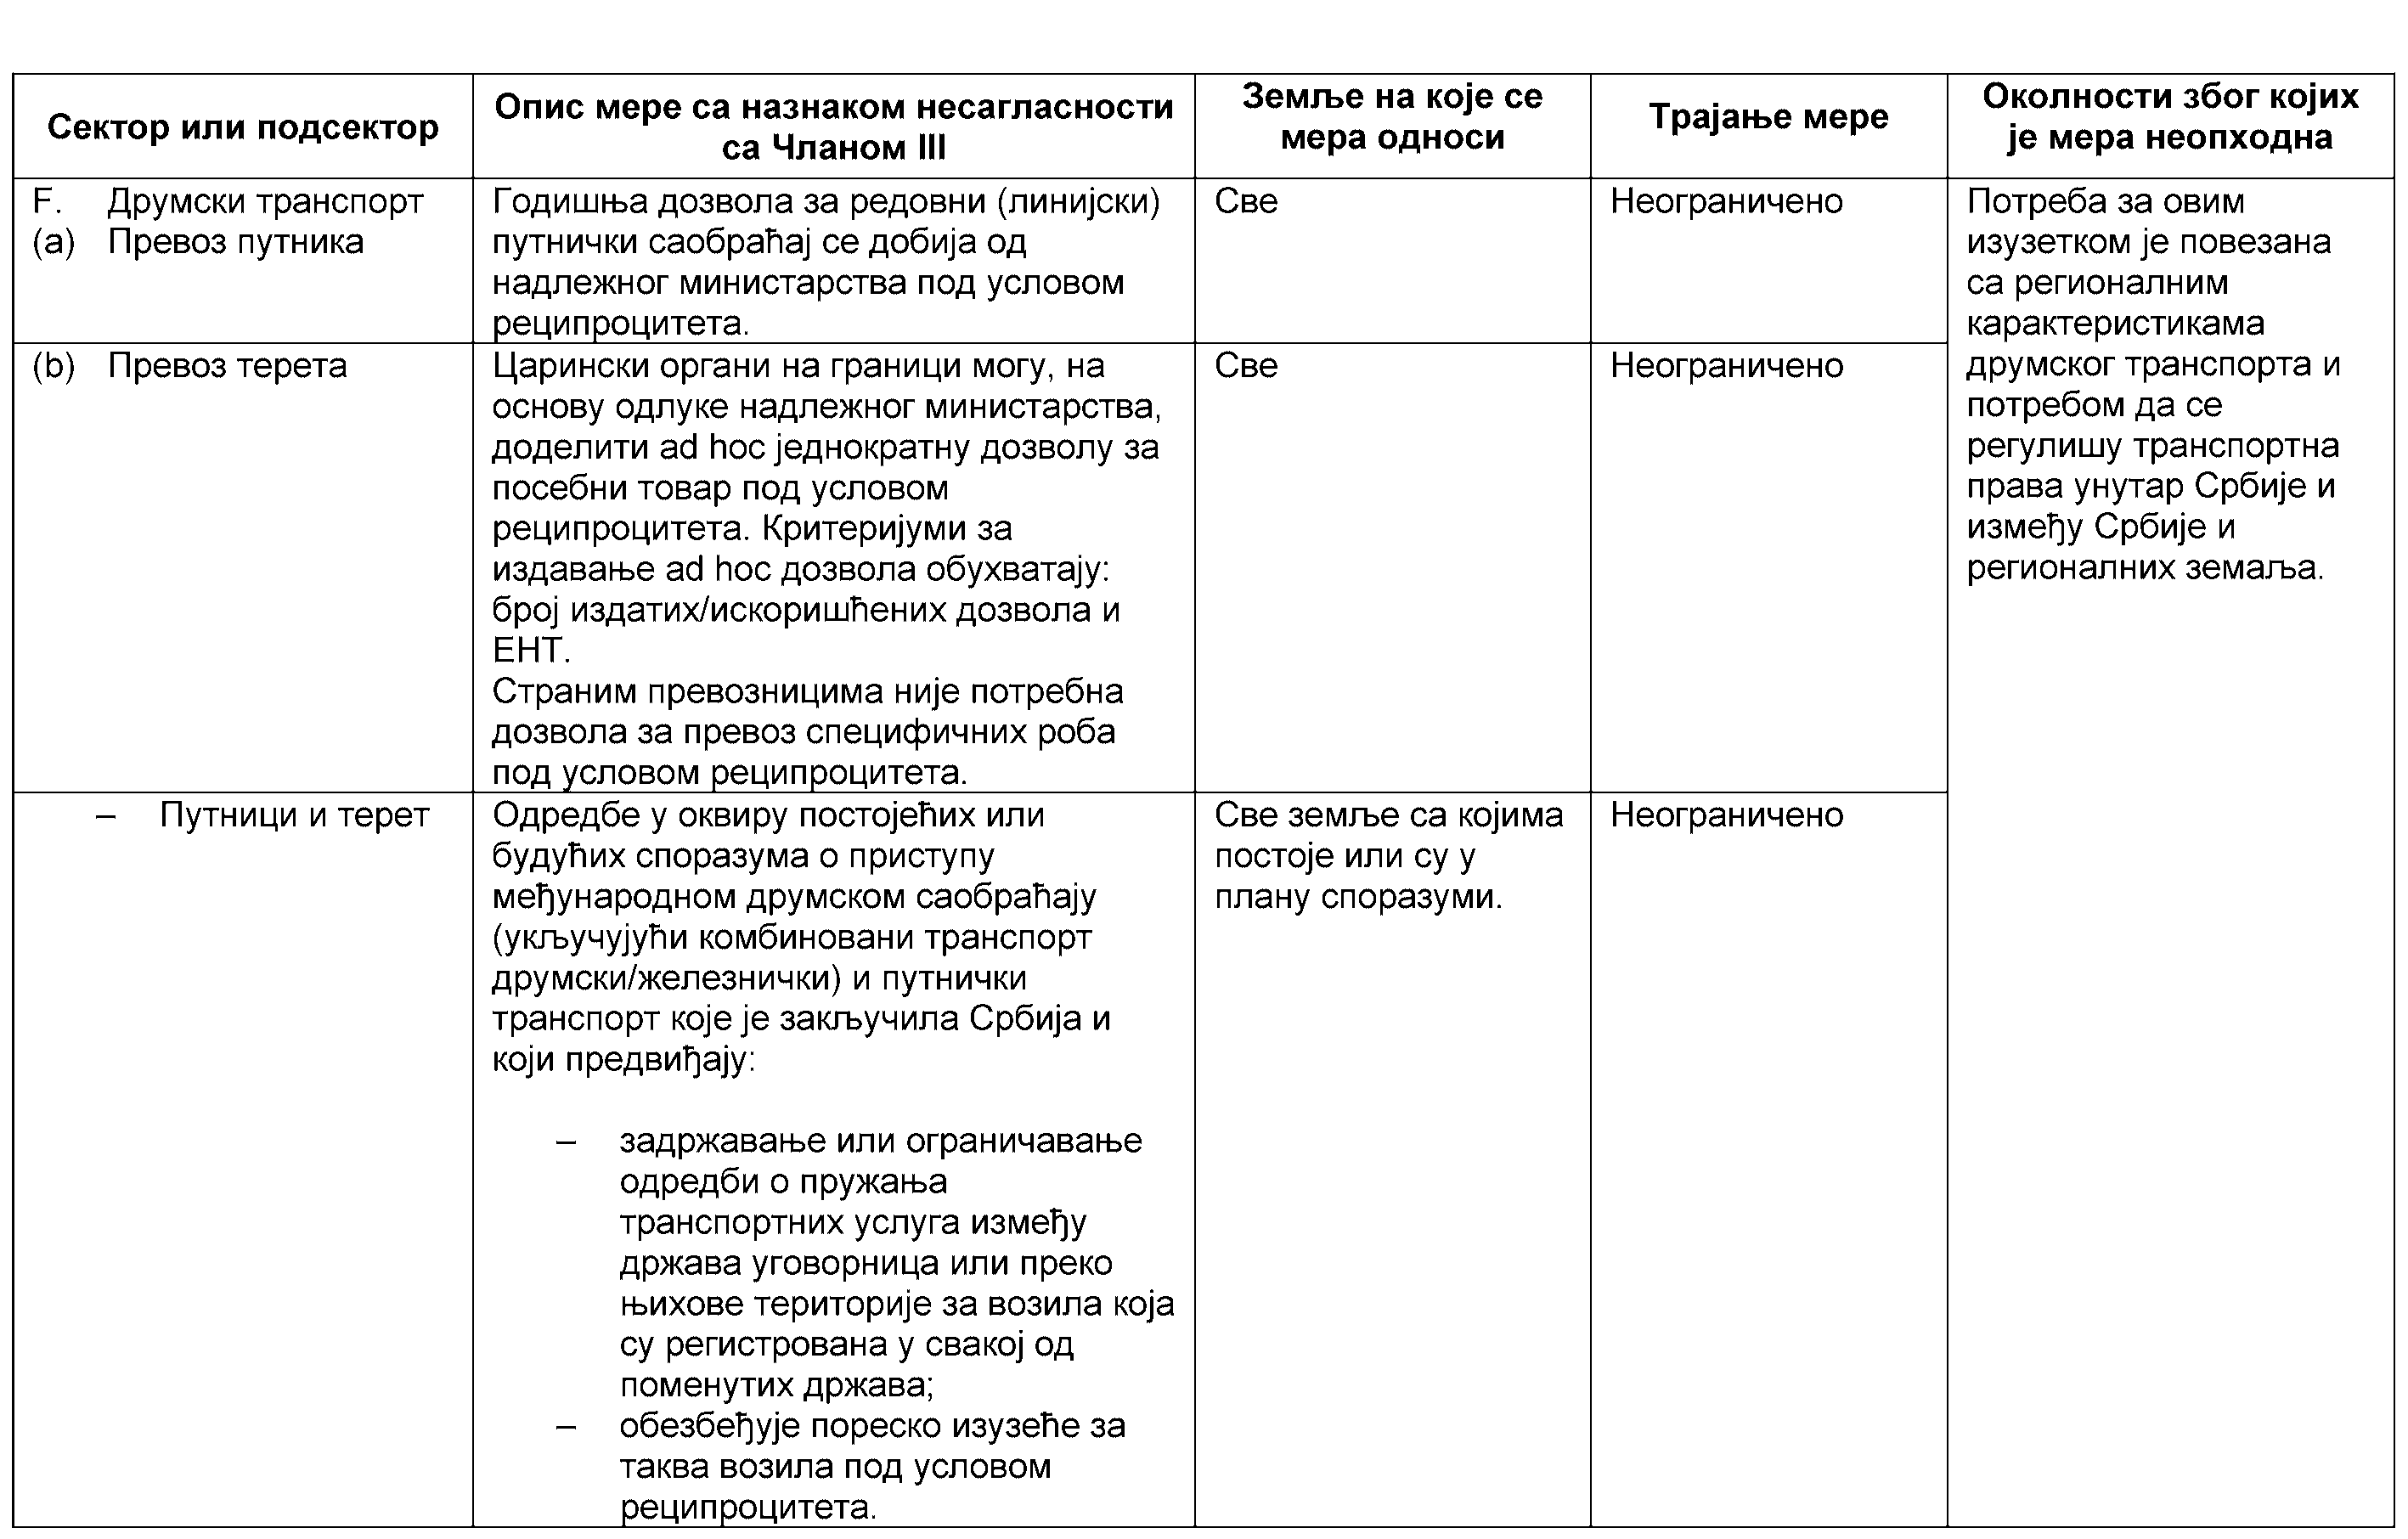 Сектор или подсектор
Опис мере са назнаком несагласности
са Чланом III
Земље на које се
мера односи
Трајање мере
Околности због којих
је мера неопходна
F. Друмски транспорт
(a) Превоз путника
Годишња дозвола за редовни (линијски)
путнички саобраћај се добија од
надлежног министарства под условом
реципроцитета.
Све
Неограничено
Потреба за овим
изузетком је повезана
са регионалним
карактеристикама
друмског транспорта и
потребом да се
регулишу транспортна
права унутар Србије и
између Србије и
регионалних земаља.
(b) Превоз терета
Царински органи на граници могу, на
основу одлуке надлежног министарства,
доделити ad hoc једнократну дозволу за
посебни товар под условом
реципроцитета. Критеријуми за
издавање ad hoc дозвола обухватају:
број издатих/искоришћених дозвола и
ЕНТ.
Страним превозницима није потребна
дозвола за превоз специфичних роба
под условом реципроцитета.
Све
Неограничено
– Путници и терет
Одредбе у оквиру постојећих или
будућих споразума о приступу
међународном друмском саобраћају
(укључујући комбиновани транспорт
друмски/железнички) и путнички
транспорт које је закључила Србија и
који предвиђају:
– задржавање или ограничавање
одредби о пружања
транспортних услуга између
држава уговорница или преко
њихове територије за возила која
су регистрована у свакој од
поменутих држава;
– обезбеђује пореско изузеће за
таква возила под условом
реципроцитета.
Све земље са којима
постоје или су у
плану споразуми.
Неограничено